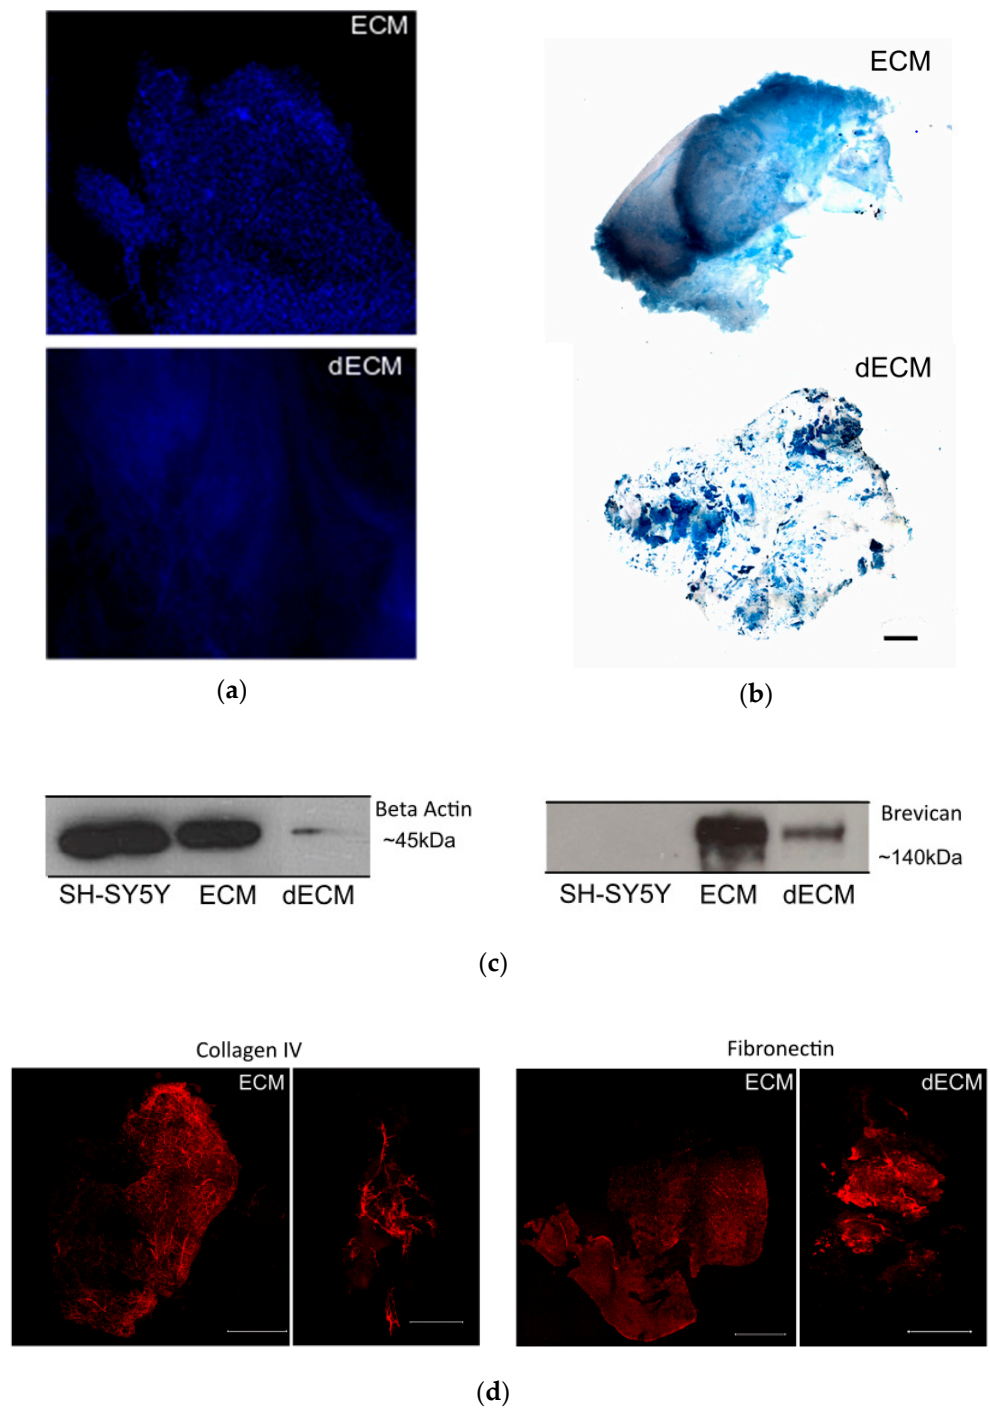 ECM
ECM
dECM
dECM
(a)
(b)
Beta Actin
~45kDa
SH-SY5Y ECM dECM
Brevican
~140kDa
SH-SY5Y ECM dECM
(c)
Collagen IV
ECM
Fibronectin
ECM
dECM
(d)